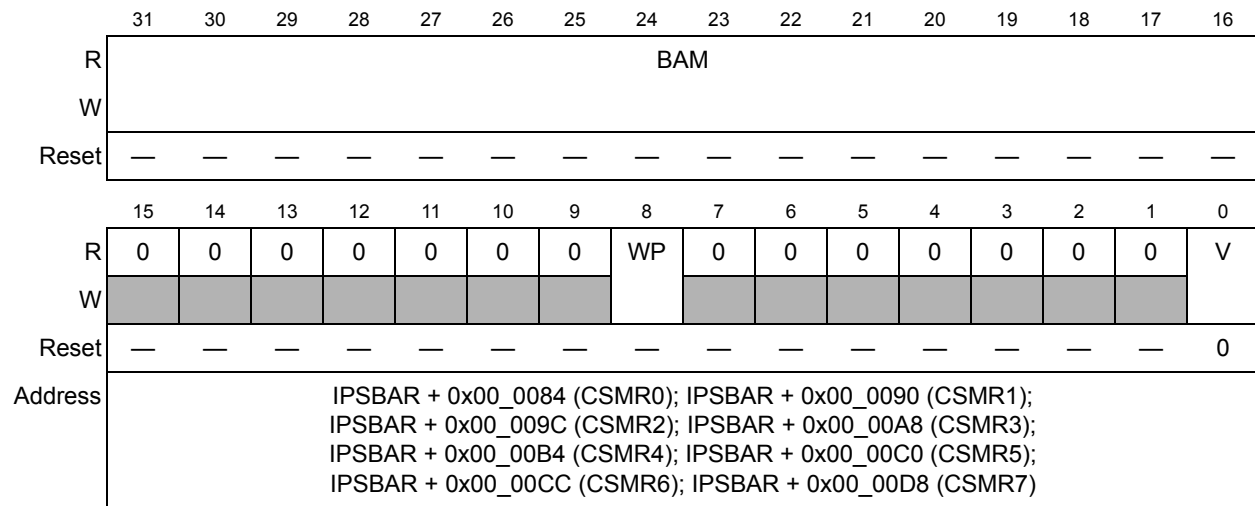 31 30 29 28 27 26 25 24 23 22 21 20 19 18 17 16
R BAM
W
Reset — — — — — — — — — — — — — — — —
15 14 13 12 11 10 9 8 7 6 5 4 3 2 1 0
R 0 0 0 0 0 0 0 WP 0 0 0 0 0 0 0 V
W
Reset — — — — — — — — — — — — — — — 0
Address IPSBAR + 0x00_0084 (CSMR0); IPSBAR + 0x00_0090 (CSMR1);
IPSBAR + 0x00_009C (CSMR2); IPSBAR + 0x00_00A8 (CSMR3);
IPSBAR + 0x00_00B4 (CSMR4); IPSBAR + 0x00_00C0 (CSMR5);
IPSBAR + 0x00_00CC (CSMR6); IPSBAR + 0x00_00D8 (CSMR7)